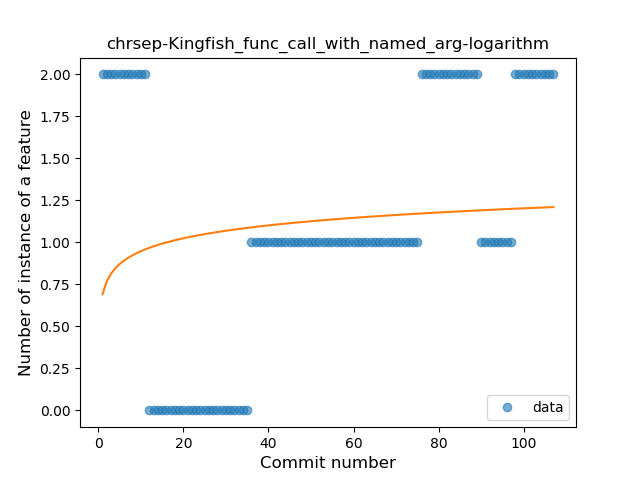 chrsep-Kingfish_func_call_with_named_arg-logarithm
Number of instance of a feature
2.00
1.75
1.50
1.25
1.00
0.75
0.50
0.25
0.00
data
0 20 40 60 80 100
Commit number